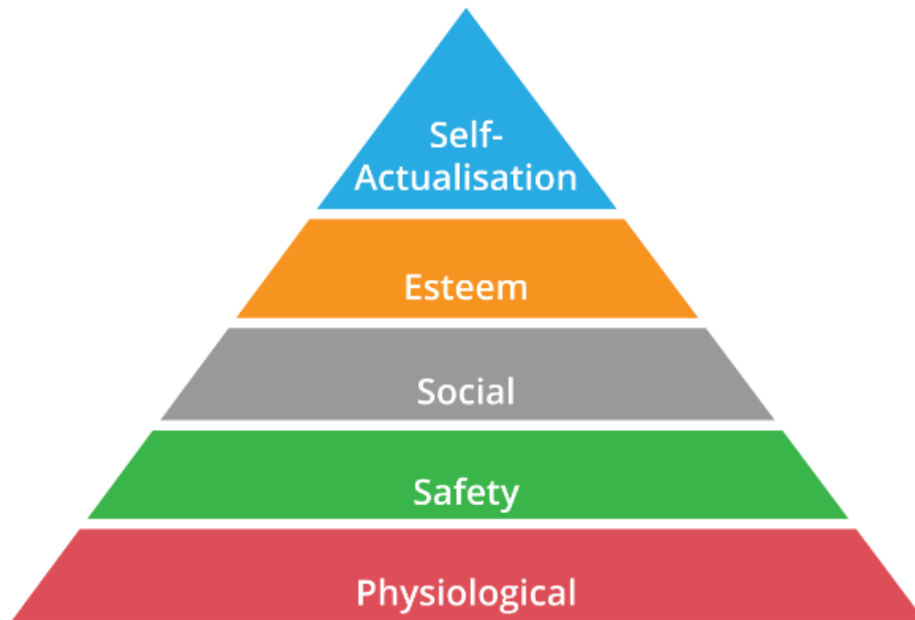 Self-
Actualisation
Esteem
Social
Safety
Physiological